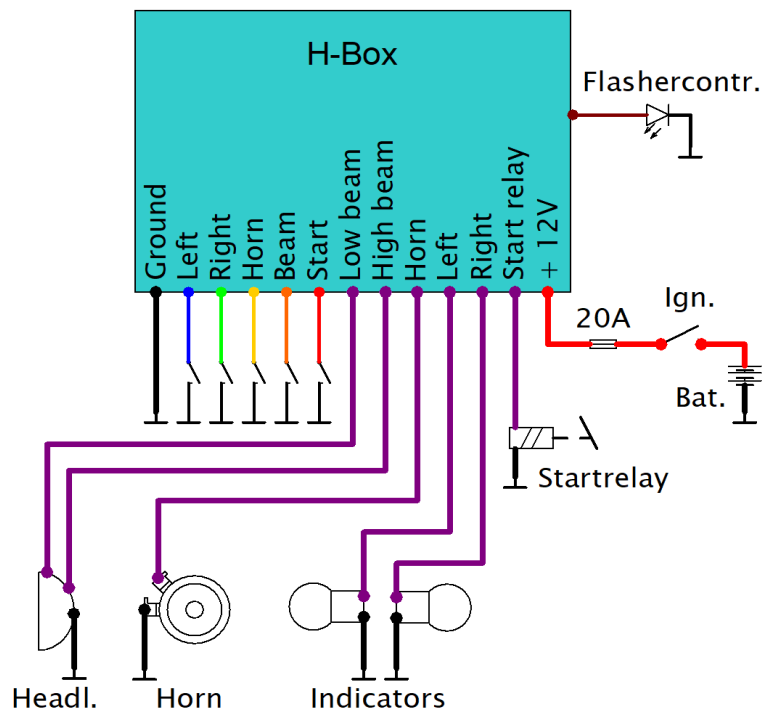 H-Box
Flashercontr.
Ground
Left
Right
Horn
Beam
Start
Low beam
High beam
Horn
Left
Right
Start relay
+ 12V
20A
Ign.
Bat.
Startrelay
Headl.
Horn
Indicators